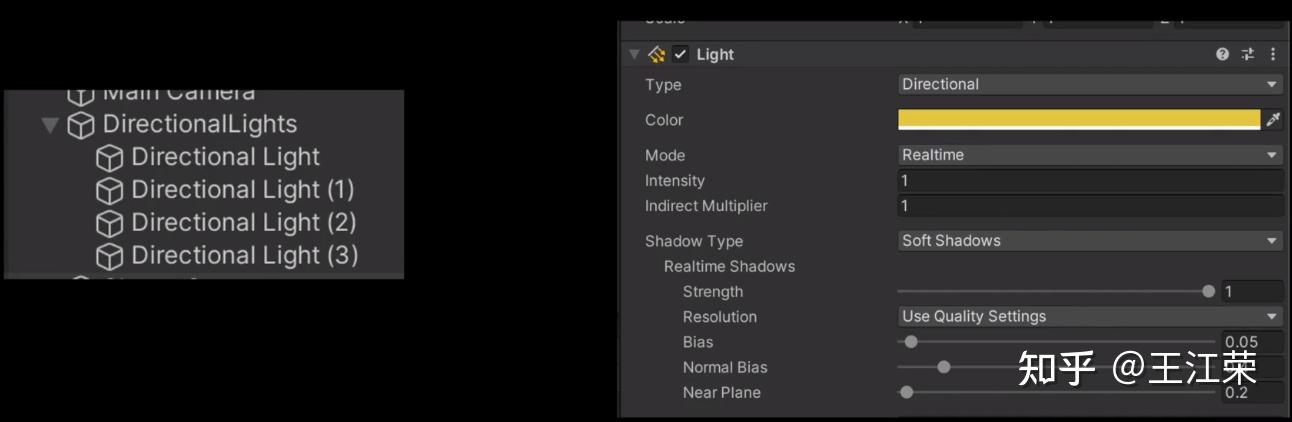 Main Camera
DirectionalLights
Directional Light
Directional Light (1)
Directional Light (2)
Directional Light (3)
Scale
Light
Type Directional
Color
Mode Realtime
Intensity 1
Indirect Multiplier 1
Shadow Type Soft Shadows
Realtime Shadows
Strength 1
Resolution Use Quality Settings
Bias 0.05
Normal Bias
Near Plane 0.2
知乎 @王江荣